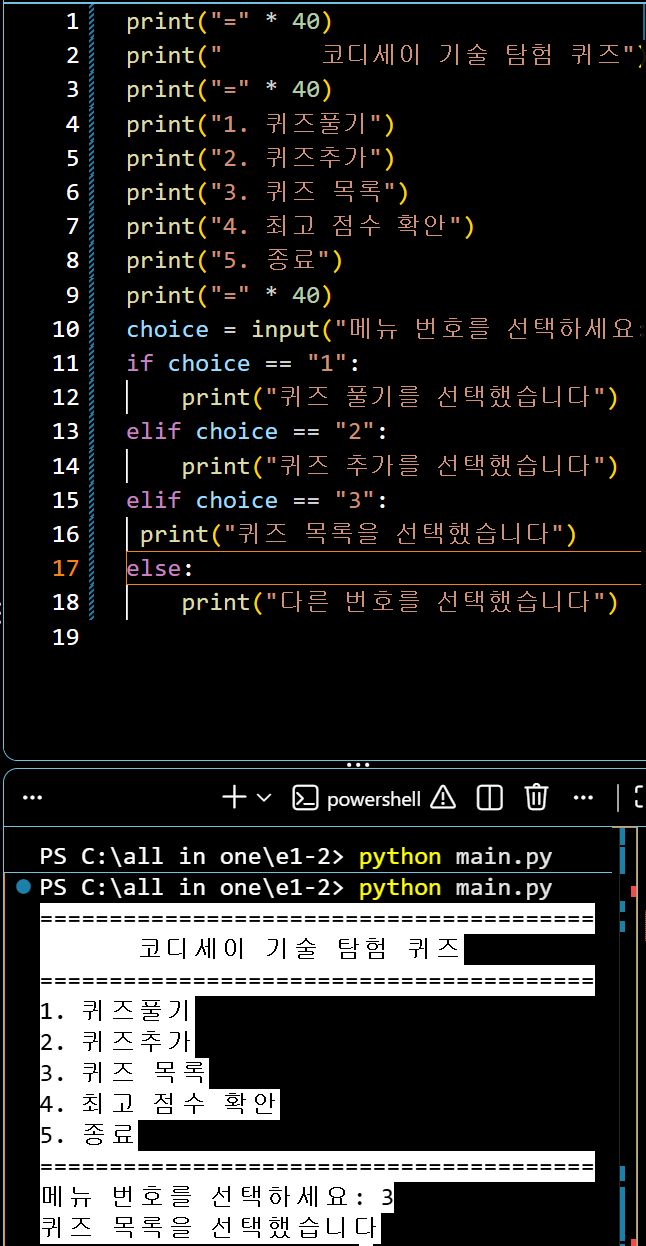 1 print("=" * 40)
2 print("       코디세이 기술 탐험 퀴즈")
3 print("=" * 40)
4 print("1. 퀴즈풀기")
5 print("2. 퀴즈추가")
6 print("3. 퀴즈 목록")
7 print("4. 최고 점수 확안")
8 print("5. 종료")
9 print("=" * 40)
10 choice = input("메뉴 번호를 선택하세요:
11 if choice == "1":
12     print("퀴즈 풀기를 선택했습니다")
13 elif choice == "2":
14     print("퀴즈 추가를 선택했습니다")
15 elif choice == "3":
16  print("퀴즈 목록을 선택했습니다")
17 else:
18     print("다른 번호를 선택했습니다")
19
... powershell ...
PS C:\all in one\e1-2> python main.py
PS C:\all in one\e1-2> python main.py
========================================
       코디세이 기술 탐험 퀴즈
========================================
1. 퀴즈풀기
2. 퀴즈추가
3. 퀴즈 목록
4. 최고 점수 확안
5. 종료
========================================
메뉴 번호를 선택하세요: 3
퀴즈 목록을 선택했습니다